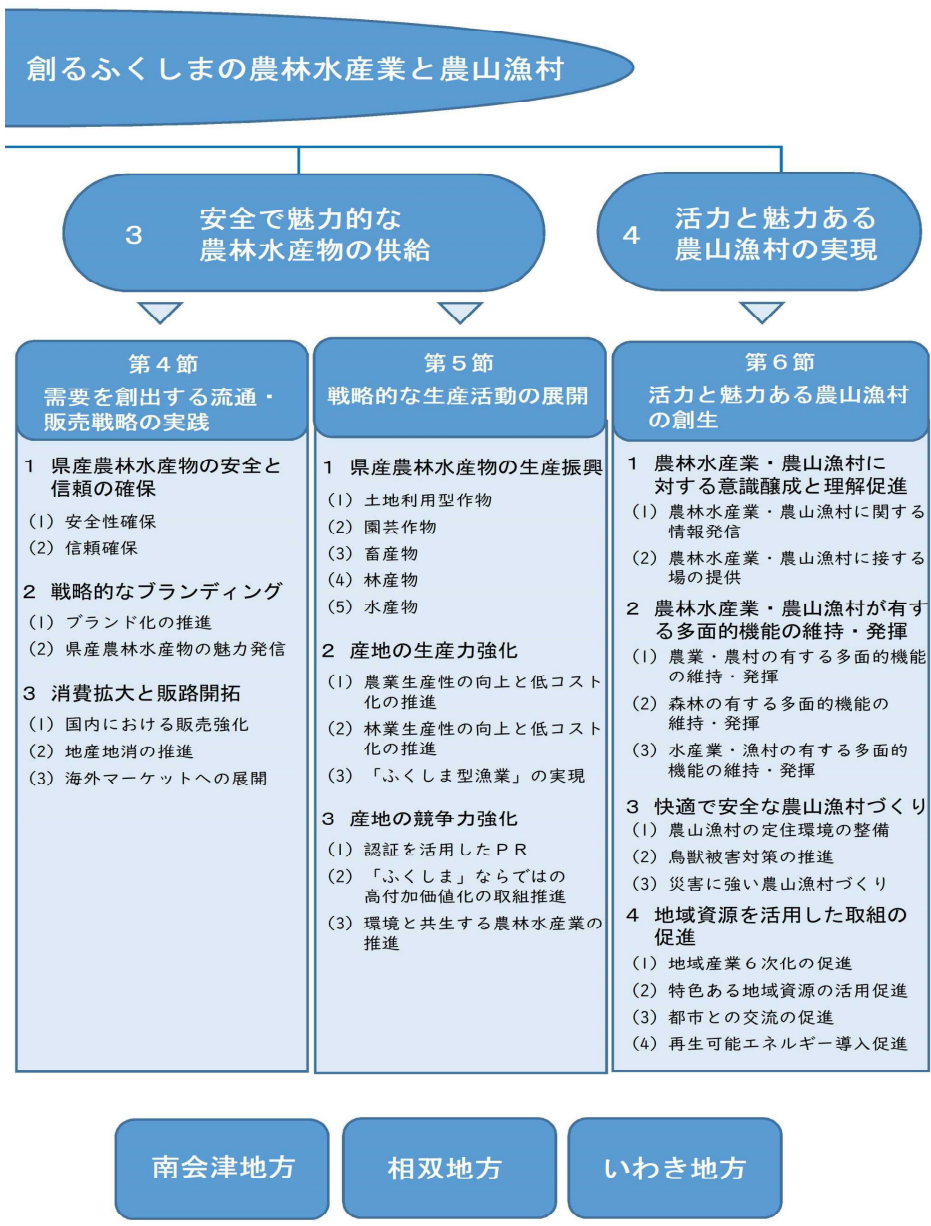 創るふくしまの農林水産業と農山漁村
3 安全で魅力的な
農林水産物の供給
4 活力と魅力ある
農山漁村の実現
第4節
需要を創出する流通・
販売戦略の実践
1 県産農林水産物の安全と
信頼の確保
(1) 安全性確保
(2) 信頼確保
2 戦略的なブランディング
(1) ブランド化の推進
(2) 県産農林水産物の魅力発信
3 消費拡大と販路開拓
(1) 国内における販売強化
(2) 地産地消の推進
(3) 海外マーケットへの展開
第5節
戦略的な生産活動の展開
1 県産農林水産物の生産振興
(1) 土地利用型作物
(2) 園芸作物
(3) 畜産物
(4) 林産物
(5) 水産物
2 産地の生産力強化
(1) 農業生産性の向上と低コスト
化の推進
(2) 林業生産性の向上と低コスト
化の推進
(3) 「ふくしま型漁業」の実現
3 産地の競争力強化
(1) 認証を活用したPR
(2) 「ふくしま」ならではの
高付加価値化の取組推進
(3) 環境と共生する農林水産業の
推進
第6節
活力と魅力ある農山漁村
の創生
1 農林水産業・農山漁村に
対する意識醸成と理解促進
(1) 農林水産業・農山漁村に関する
情報発信
(2) 農林水産業・農山漁村に接する
場の提供
2 農林水産業・農山漁村が有す
る多面的機能の維持・発揮
(1) 農業・農村の有する多面的機能
の維持・発揮
(2) 森林の有する多面的機能の
維持・発揮
(3) 水産業・漁村の有する多面的
機能の維持・発揮
3 快適で安全な農山漁村づくり
(1) 農山漁村の定住環境の整備
(2) 鳥獣被害対策の推進
(3) 災害に強い農山漁村づくり
4 地域資源を活用した取組の
促進
(1) 地域産業6次化の促進
(2) 特色ある地域資源の活用促進
(3) 都市との交流の促進
(4) 再生可能エネルギー導入促進
南会津地方
相双地方
いわき地方